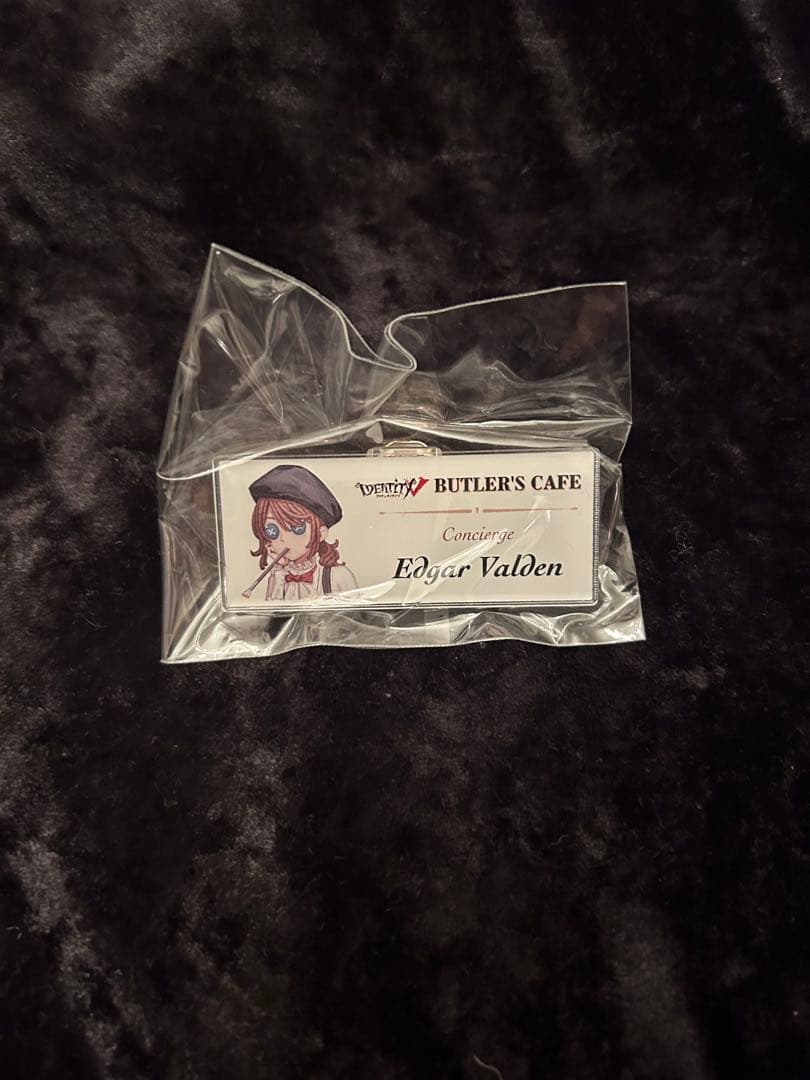 IDENTITY V BUTLER'S CAFE
Concierge
Edgar Valden